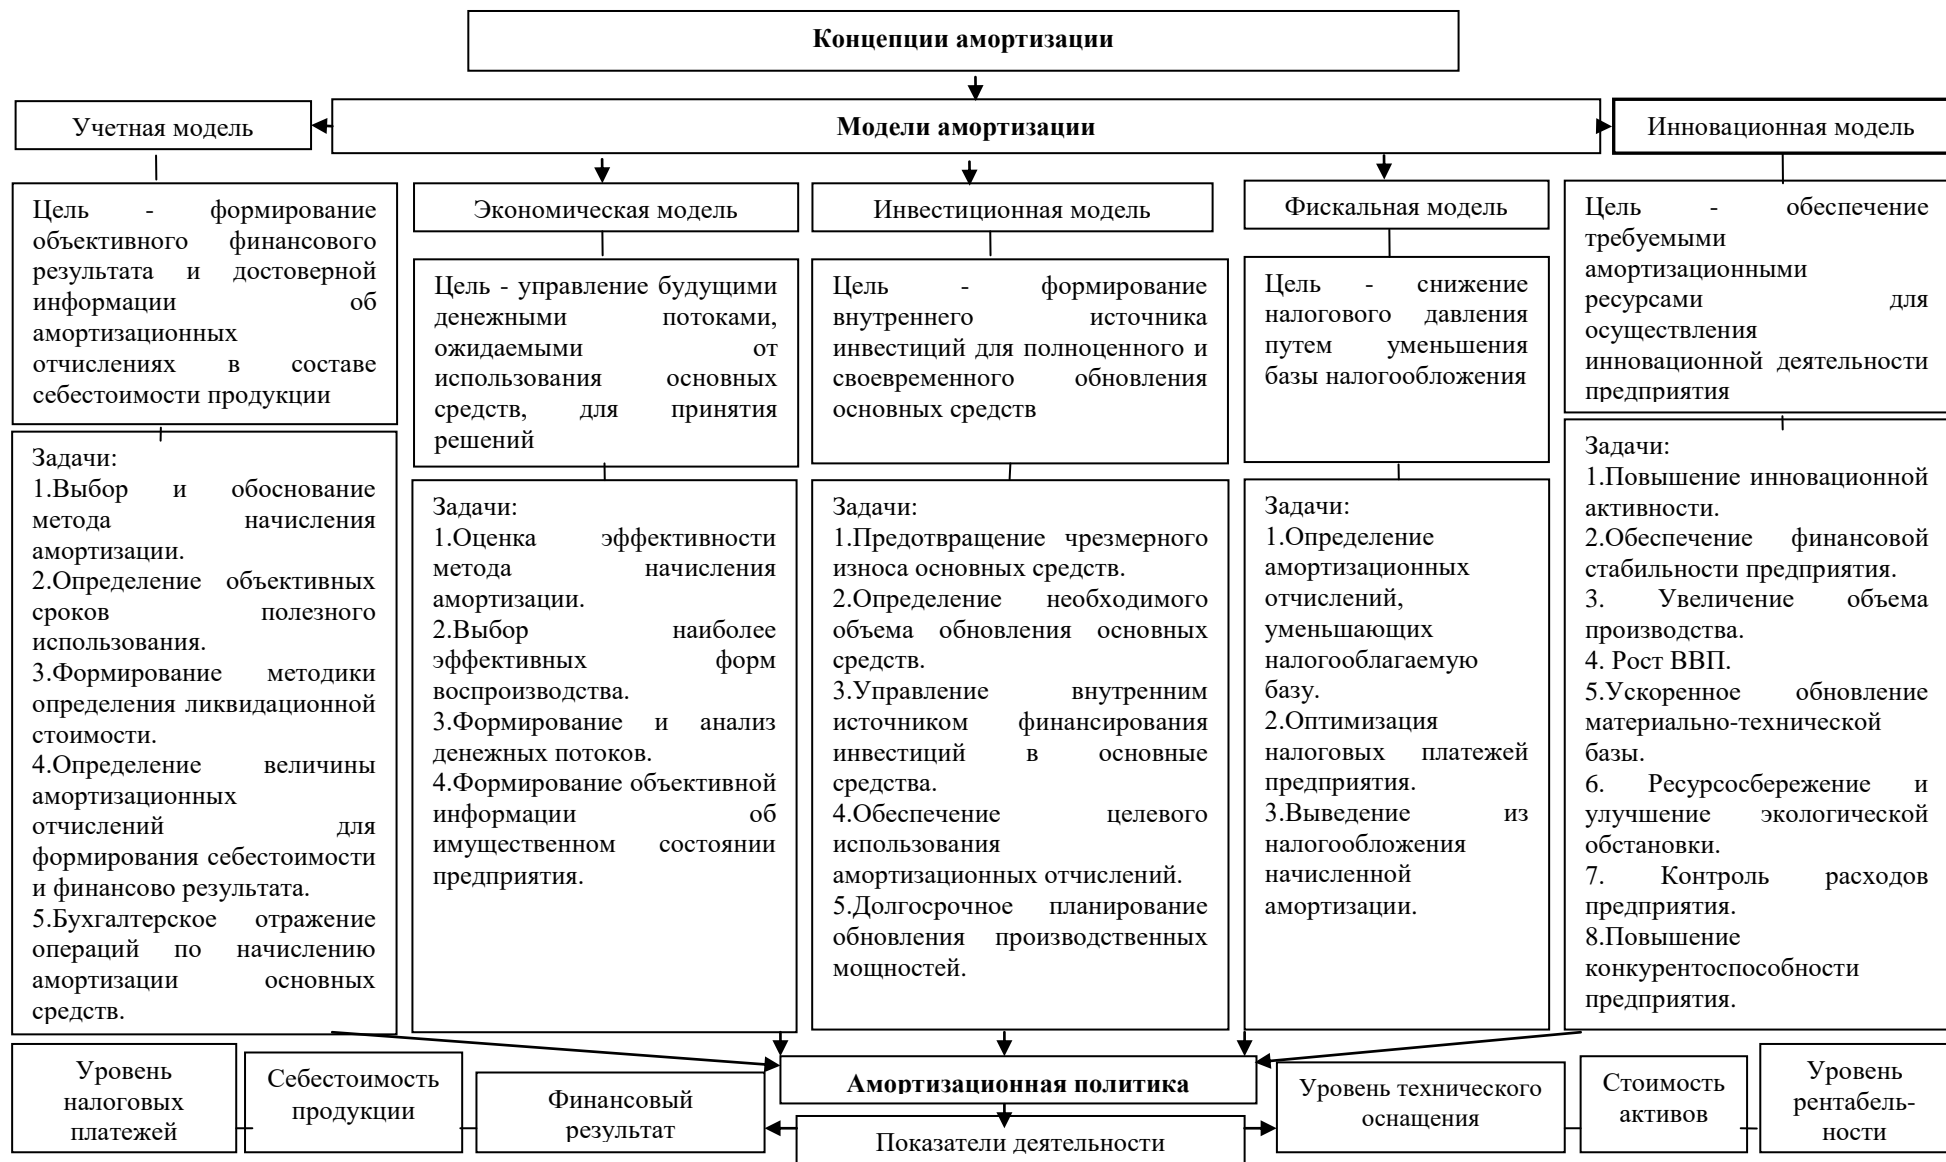 Концепции амортизации
Учетная модель
Модели амортизации
Инновационная модель
Цель - формирование
объективного финансового
результата и достоверной
информации об
амортизационных
отчислениях в составе
себестоимости продукции
Экономическая модель
Цель - управление будущими
денежными потоками,
ожидаемыми от
использования основных
средств, для принятия
решений
Инвестиционная модель
Цель - формирование
внутреннего источника
инвестиций для полноценного и
своевременного обновления
основных средств
Фискальная модель
Цель - снижение
налогового давления
путем уменьшения
базы налогообложения
Цель - обеспечение
требуемыми
амортизационными
ресурсами для
осуществления
инновационной деятельности
предприятия
Задачи:
1.Выбор и обоснование
метода начисления
амортизации.
2.Определение объективных
сроков полезного
использования.
3.Формирование методики
определения ликвидационной
стоимости.
4.Определение величины
амортизационных
отчислений для
формирования себестоимости
и финансово результата.
5.Бухгалтерское отражение
операций по начислению
амортизации основных
средств.
Задачи:
1.Оценка эффективности
метода начисления
амортизации.
2.Выбор наиболее
эффективных форм
воспроизводства.
3.Формирование и анализ
денежных потоков.
4.Формирование объективной
информации об
имущественном состоянии
предприятия.
Задачи:
1.Предотвращение чрезмерного
износа основных средств.
2.Определение необходимого
объема обновления основных
средств.
3.Управление внутренним
источником финансирования
инвестиций в основные
средства.
4.Обеспечение целевого
использования
амортизационных отчислений.
5.Долгосрочное планирование
обновления производственных
мощностей.
Задачи:
1.Определение
амортизационных
отчислений,
уменьшающих
налогооблагаемую
базу.
2.Оптимизация
налоговых платежей
предприятия.
3.Выведение из
налогообложения
начисленной
амортизации.
Задачи:
1.Повышение инновационной
активности.
2.Обеспечение финансовой
стабильности предприятия.
3. Увеличение объема
производства.
4. Рост ВВП.
5.Ускоренное обновление
материально-технической
базы.
6. Ресурсосбережение и
улучшение экологической
обстановки.
7. Контроль расходов
предприятия.
8.Повышение
конкурентоспособности
предприятия.
Уровень
налоговых
платежей
Себестоимость
продукции
Финансовый
результат
Амортизационная политика
Показатели деятельности
Уровень технического
оснащения
Стоимость
активов
Уровень
рентабель-
ности